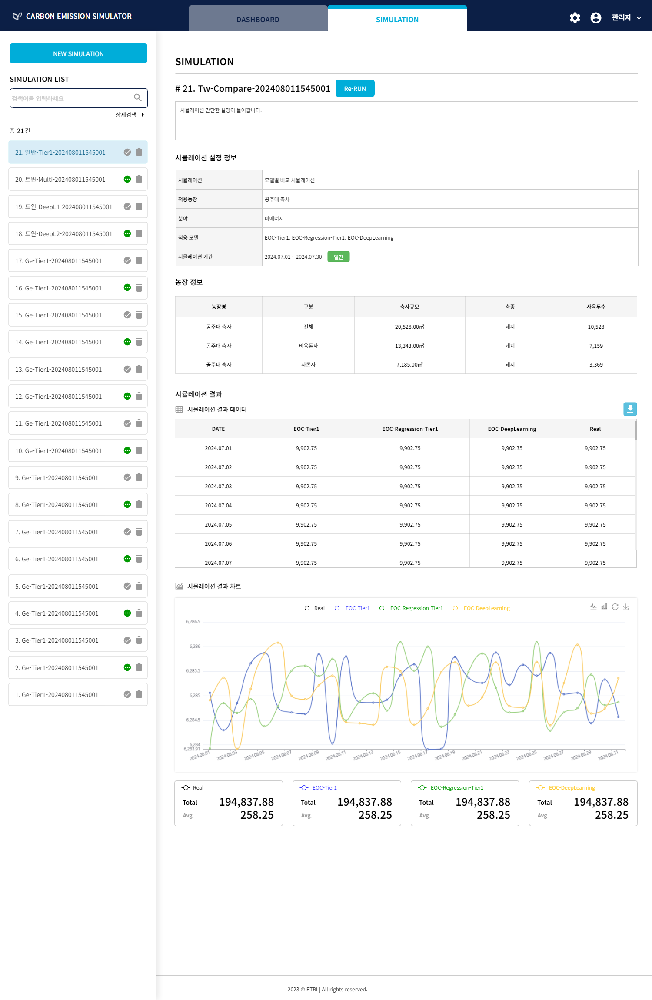 CARBON EMISSION SIMULATOR
DASHBOARD
SIMULATION
관리자
NEW SIMULATION
SIMULATION LIST
검색어를 입력하세요
상세검색
총 21 건
21. 일반-Tier1-202408011545001
20. 트윈-Multi-202408011545001
19. 트윈-DeepL1-202408011545001
18. 트윈-DeepL2-202408011545001
17. Ge-Tier1-202408011545001
16. Ge-Tier1-202408011545001
15. Ge-Tier1-202408011545001
14. Ge-Tier1-202408011545001
13. Ge-Tier1-202408011545001
12. Ge-Tier1-202408011545001
11. Ge-Tier1-202408011545001
10. Ge-Tier1-202408011545001
9. Ge-Tier1-202408011545001
8. Ge-Tier1-202408011545001
7. Ge-Tier1-202408011545001
6. Ge-Tier1-202408011545001
5. Ge-Tier1-202408011545001
4. Ge-Tier1-202408011545001
3. Ge-Tier1-202408011545001
2. Ge-Tier1-202408011545001
1. Ge-Tier1-202408011545001
SIMULATION
# 21. Tw-Compare-202408011545001 Re-RUN
시뮬레이션 간단한 설명이 들어갑니다.
시뮬레이션 설정 정보
시뮬레이션 모델별 비교 시뮬레이션
적용농장 공주대 축사
분야 비에너지
적용 모델 EOC-Tier1, EOC-Regression-Tier1, EOC-DeepLearning
시뮬레이션 기간 2024.07.01 ~ 2024.07.30 일간
농장 정보
농장명 구분 축사규모 축종 사육두수
공주대 축사 전체 20,528.00㎡ 돼지 10,528
공주대 축사 비육돈사 13,343.00㎡ 돼지 7,159
공주대 축사 자돈사 7,185.00㎡ 돼지 3,369
시뮬레이션 결과
시뮬레이션 결과 데이터
DATE EOC-Tier1 EOC-Regression-Tier1 EOC-DeepLearning Real
2024.07.01 9,902.75 9,902.75 9,902.75 9,902.75
2024.07.02 9,902.75 9,902.75 9,902.75 9,902.75
2024.07.03 9,902.75 9,902.75 9,902.75 9,902.75
2024.07.04 9,902.75 9,902.75 9,902.75 9,902.75
2024.07.05 9,902.75 9,902.75 9,902.75 9,902.75
2024.07.06 9,902.75 9,902.75 9,902.75 9,902.75
2024.07.07 9,902.75 9,902.75 9,902.75 9,902.75
시뮬레이션 결과 차트
Real EOC-Tier1 EOC-Regression-Tier1 EOC-DeepLearning
6,286.5
6,286
6,285.5
6,285
6,284.5
6,284
6,283.91
2024.08.01 2024.08.03 2024.08.05 2024.08.07 2024.08.09 2024.08.11 2024.08.13 2024.08.15 2024.08.17 2024.08.19 2024.08.21 2024.08.23 2024.08.25 2024.08.27 2024.08.29 2024.08.31
Real
Total 194,837.88
Avg. 258.25
EOC-Tier1
Total 194,837.88
Avg. 258.25
EOC-Regression-Tier1
Total 194,837.88
Avg. 258.25
EOC-DeepLearning
Total 194,837.88
Avg. 258.25
2023 © ETRI | All rights reserved.